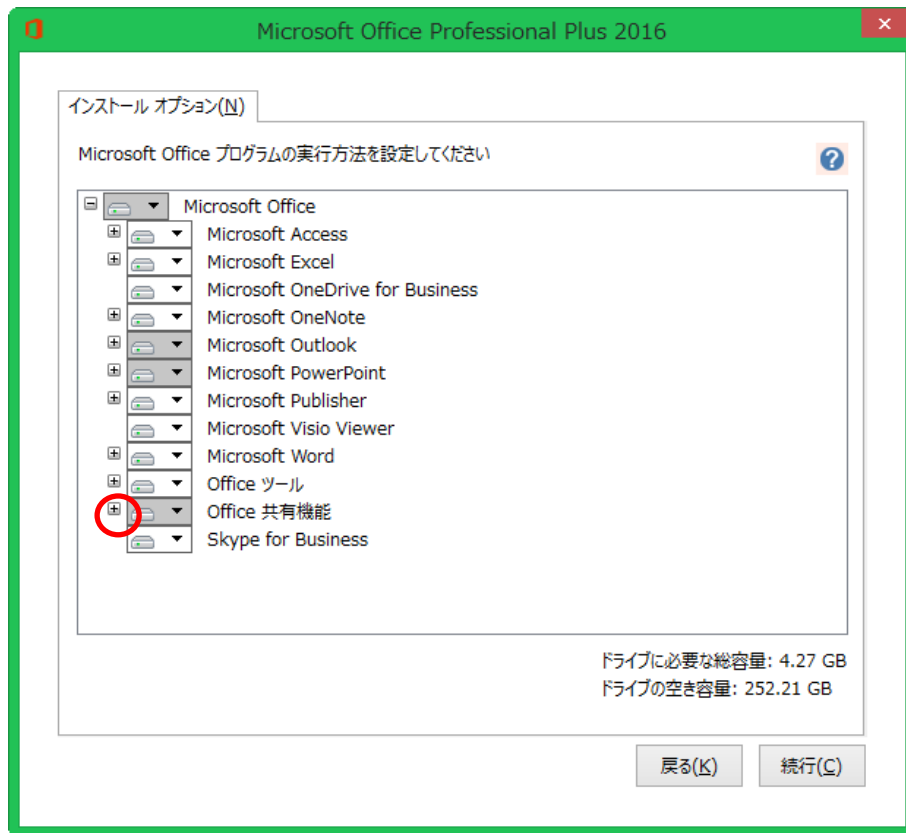 Microsoft Office Professional Plus 2016
インストール オプション(N)
Microsoft Office プログラムの実行方法を設定してください
Microsoft Office
Microsoft Access
Microsoft Excel
Microsoft OneDrive for Business
Microsoft OneNote
Microsoft Outlook
Microsoft PowerPoint
Microsoft Publisher
Microsoft Visio Viewer
Microsoft Word
Office ツール
Office 共有機能
Skype for Business
ドライブに必要な総容量: 4.27 GB
ドライブの空き容量: 252.21 GB
戻る(K)
続行(C)